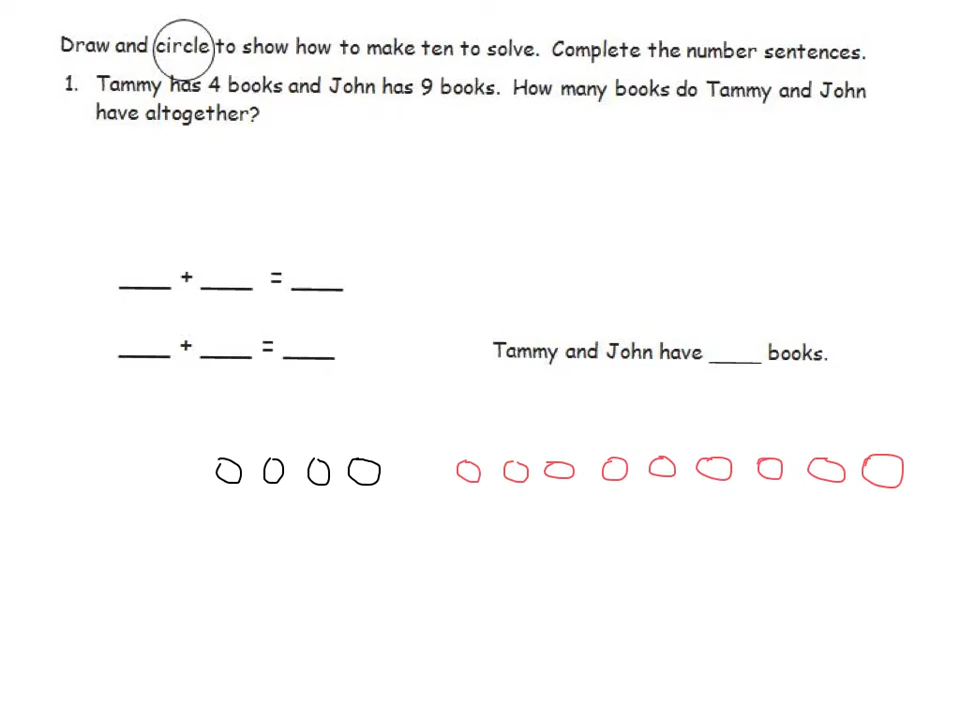 Draw and circle to show how to make ten to solve. Complete the number sentences.
1. Tammy has 4 books and John has 9 books. How many books do Tammy and John
have altogether?
____ + ____ = ____
____ + ____ = ____ Tammy and John have ____ books.